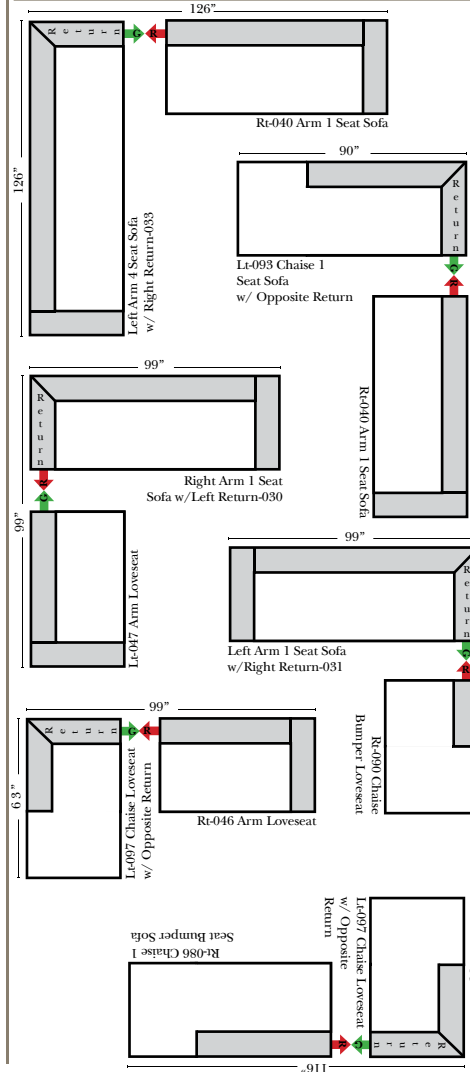 126”
Return
G
R
Rt-040 Arm 1 Seat Sofa
126”
Left Arm 4 Seat Sofa
w/ Right Return-033
90”
Return
G
R
Lt-093 Chaise 1
Seat Sofa
w/ Opposite Return
Rt-040 Arm 1 Seat Sofa
99”
Return
R
G
Right Arm 1 Seat
Sofa w/Left Return-030
99”
Lt-047 Arm Loveseat
99”
Return
G
R
Left Arm 1 Seat Sofa
w/Right Return-031
Rt-090 Chaise
Bumper Loveseat
99”
Return
G
R
63”
Lt-097 Chaise Loveseat
w/ Opposite Return
Rt-046 Arm Loveseat
Lt-097 Chaise Loveseat
w/ Opposite
Return
Rt-086 Chaise 1
Seat Bumper Sofa
R
G
Return
116”